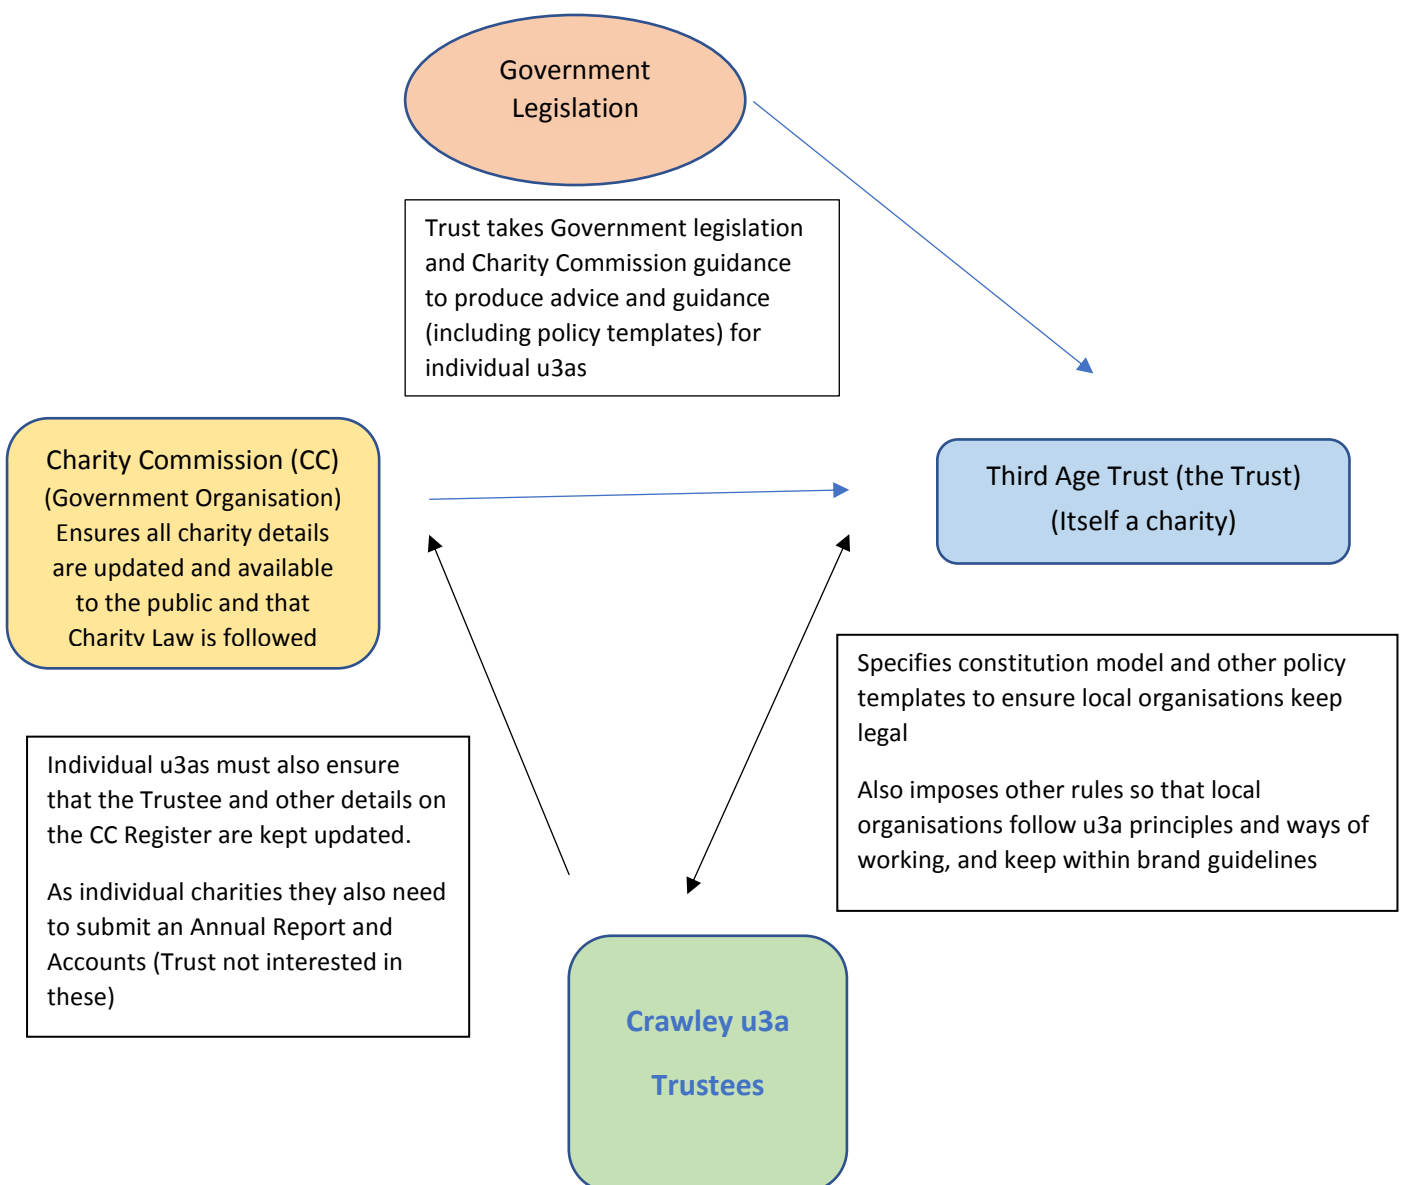 Government
Legislation
Trust takes Government legislation
and Charity Commission guidance
to produce advice and guidance
(including policy templates) for
individual u3as
Charity Commission (CC)
(Government Organisation)
Ensures all charity details
are updated and available
to the public and that
Charity Law is followed
Third Age Trust (the Trust)
(Itself a charity)
Specifies constitution model and other policy
templates to ensure local organisations keep
legal
Also imposes other rules so that local
organisations follow u3a principles and ways of
working, and keep within brand guidelines
Individual u3as must also ensure
that the Trustee and other details on
the CC Register are kept updated.
As individual charities they also need
to submit an Annual Report and
Accounts (Trust not interested in
these)
Crawley u3a
Trustees